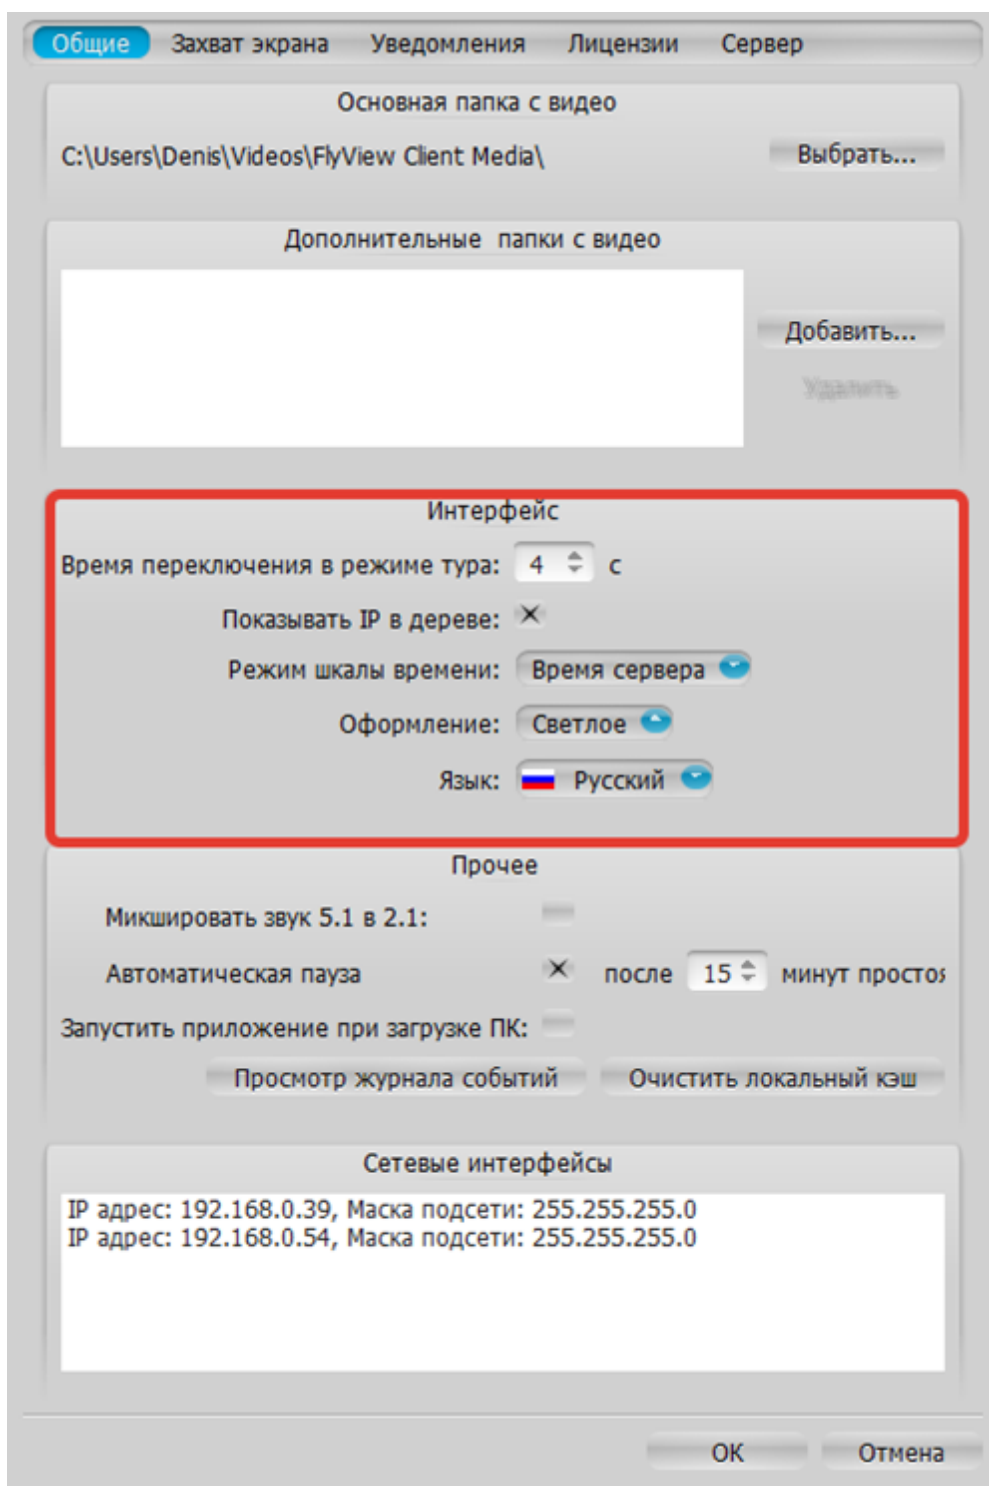 Общие Захват экрана Уведомления Лицензии Сервер
Основная папка с видео
C:\Users\Denis\Videos\FlyView Client Media\ Выбрать...
Дополнительные папки с видео
Добавить...
Удалить
Интерфейс
Время переключения в режиме тура: 4 с
Показывать IP в дереве:
Режим шкалы времени: Время сервера
Оформление: Светлое
Язык: Русский
Прочее
Микшировать звук 5.1 в 2.1:
Автоматическая пауза после 15 минут простоя
Запустить приложение при загрузке ПК:
Просмотр журнала событий Очистить локальный кэш
Сетевые интерфейсы
IP адрес: 192.168.0.39, Маска подсети: 255.255.255.0
IP адрес: 192.168.0.54, Маска подсети: 255.255.255.0
ОК Отмена